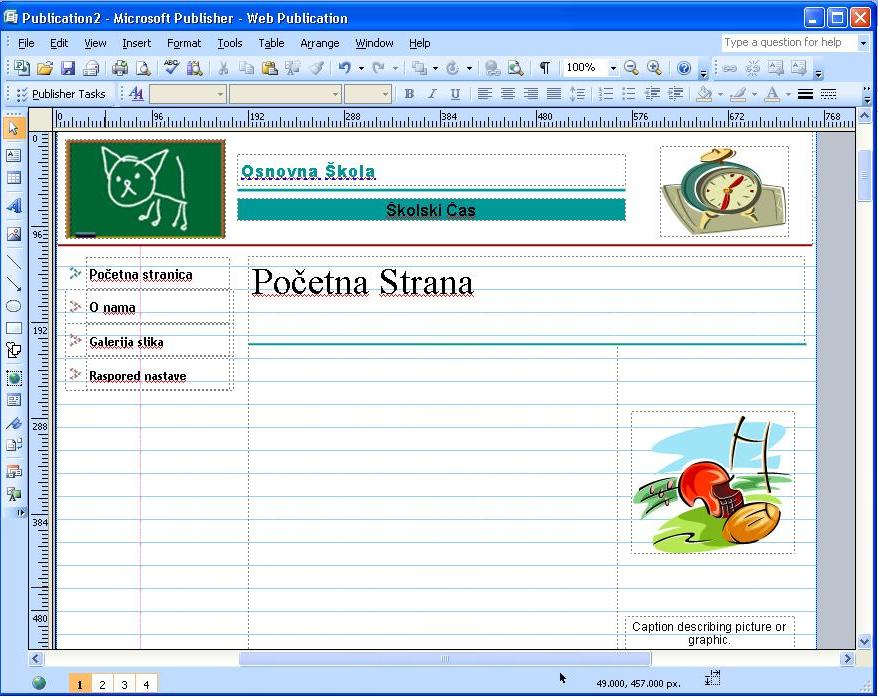 Publication2 - Microsoft Publisher - Web Publication
File Edit View Insert Format Tools Table Arrange Window Help
Type a question for help
ABC
100%
Publisher Tasks
B I U
0 96 192 288 384 480 576 672 768
0
96
192
288
384
480
Osnovna Škola
Školski Čas
Početna stranica
O nama
Galerija slika
Raspored nastave
Početna Strana
Caption describing picture or
graphic.
1 2 3 4
49.000, 457.000 px.